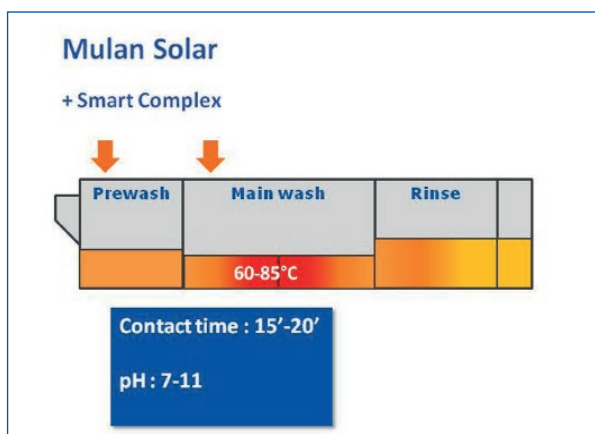 Mulan Solar
+ Smart Complex
Prewash Main wash Rinse
60-85°C
Contact time : 15’-20’
pH : 7-11